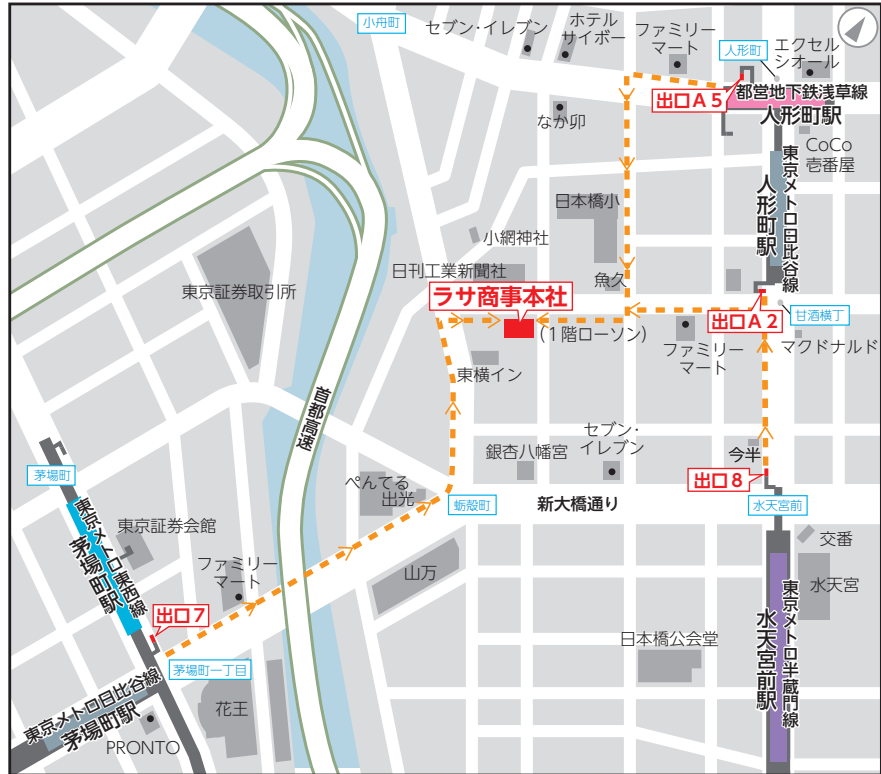 小舟町
セブン・イレブン
ホテル
サイボー
ファミリー
マート
人形町
エクセル
シオール
出口A5
都営地下鉄浅草線
人形町駅
なか卯
CoCo
壱番屋
東京メトロ日比谷線
人形町駅
日本橋小
小網神社
日刊工業新聞社
魚久
東京証券取引所
ラサ商事本社
(1階ローソン)
出口A2
甘酒横丁
ファミリー
マート
マクドナルド
東横イン
首都高速
銀杏八幡宮
セブン・
イレブン
今半
出口8
茅場町
ぺんてる
出光
蛎殻町
新大橋通り
水天宮前
東京メトロ東西線
茅場町駅
東京証券会館
ファミリー
マート
山万
交番
水天宮
出口7
東京メトロ半蔵門線
水天宮前駅
日本橋公会堂
茅場町一丁目
東京メトロ日比谷線
茅場町駅
花王
PRONTO